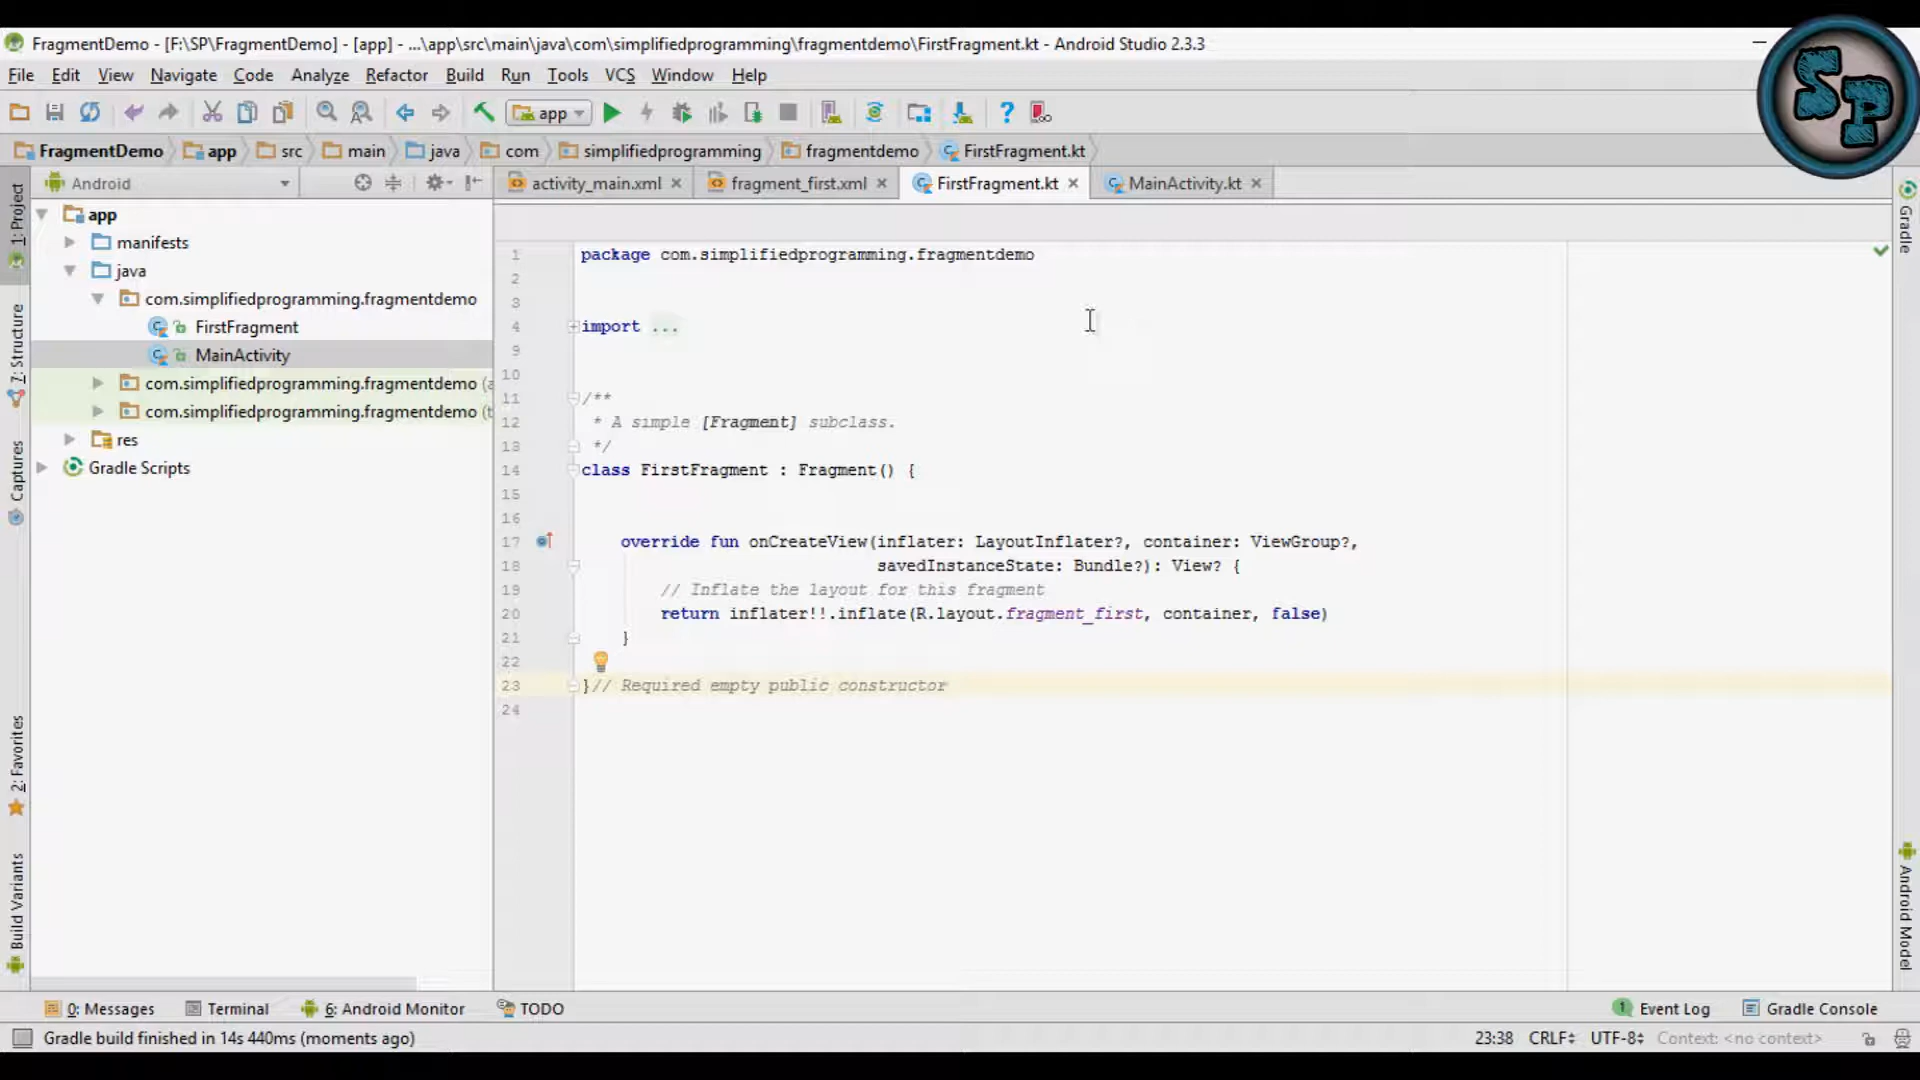 FragmentDemo - [F:\SP\FragmentDemo] - [app] - ...\app\src\main\java\com\simplifiedprogramming\fragmentdemo\FirstFragment.kt - Android Studio 2.3.3
SP
File Edit View Navigate Code Analyze Refactor Build Run Tools VCS Window Help
app
FragmentDemo app src main java com simplifiedprogramming fragmentdemo FirstFragment.kt
Android
activity_main.xml fragment_first.xml FirstFragment.kt MainActivity.kt
1: Project
7: Structure
Captures
2: Favorites
Build Variants
app
manifests
java
com.simplifiedprogramming.fragmentdemo
FirstFragment
MainActivity
com.simplifiedprogramming.fragmentdemo (a
com.simplifiedprogramming.fragmentdemo (t
res
Gradle Scripts
1 package com.simplifiedprogramming.fragmentdemo
2
3
4 import ...
9
10
11 /**
12 * A simple [Fragment] subclass.
13 */
14 class FirstFragment : Fragment() {
15
16
17 override fun onCreateView(inflater: LayoutInflater?, container: ViewGroup?,
18 savedInstanceState: Bundle?): View? {
19 // Inflate the layout for this fragment
20 return inflater!!.inflate(R.layout.fragment_first, container, false)
21 }
22
23 }// Required empty public constructor
24
Gradle
Android Model
0: Messages Terminal 6: Android Monitor TODO 1 Event Log Gradle Console
Gradle build finished in 14s 440ms (moments ago) 23:38 CRLF UTF-8 Context: <no context>